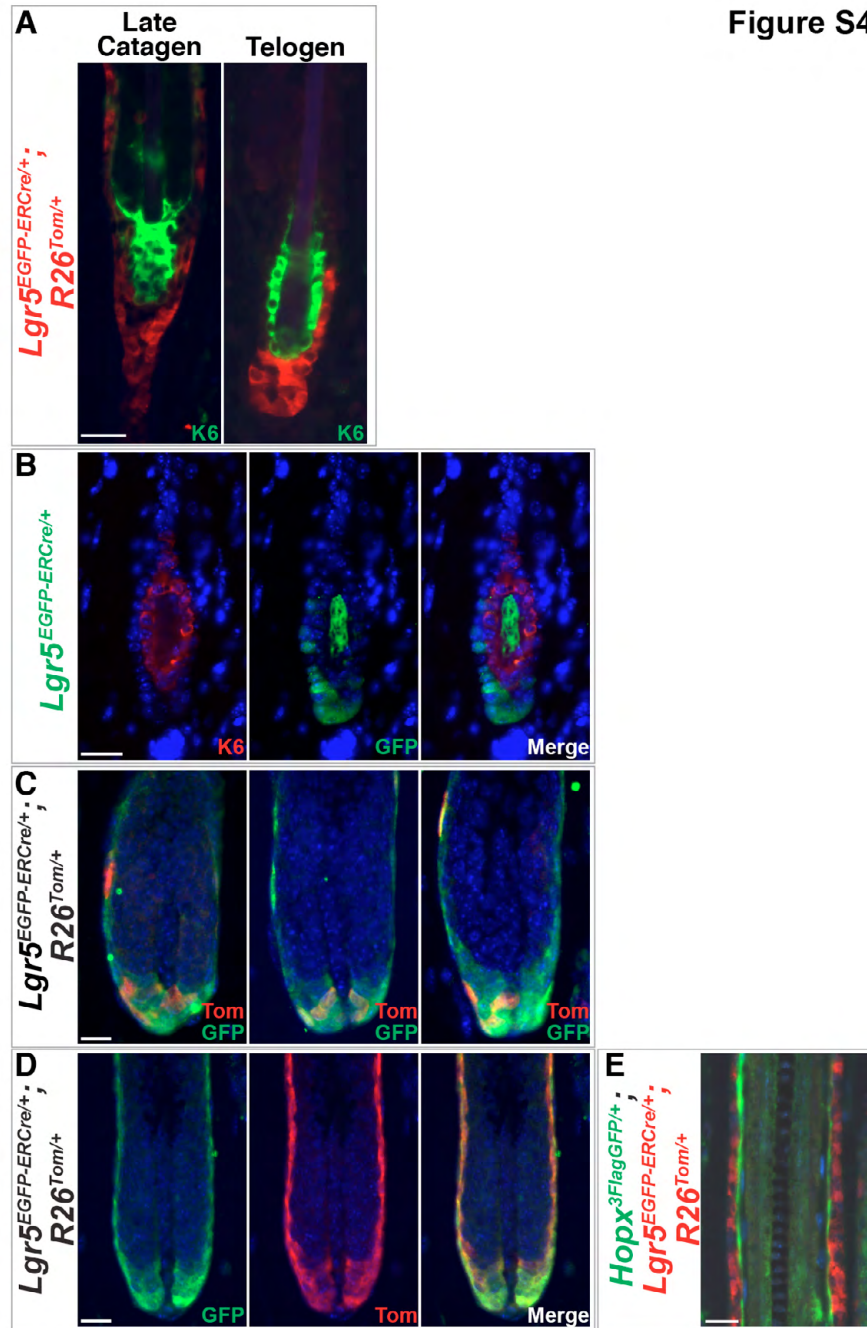 Figure S4
A
Late
Catagen
Telogen
Lgr5EGFP-ERCre/+;
R26Tom/+
K6
K6
B
Lgr5EGFP-ERCre/+
K6
GFP
Merge
C
Lgr5EGFP-ERCre/+;
R26Tom/+
Tom
GFP
Tom
GFP
Tom
GFP
D
Lgr5EGFP-ERCre/+;
R26Tom/+
GFP
Tom
Merge
E
Hopx3FlagGFP/+;
Lgr5EGFP-ERCre/+;
R26Tom/+